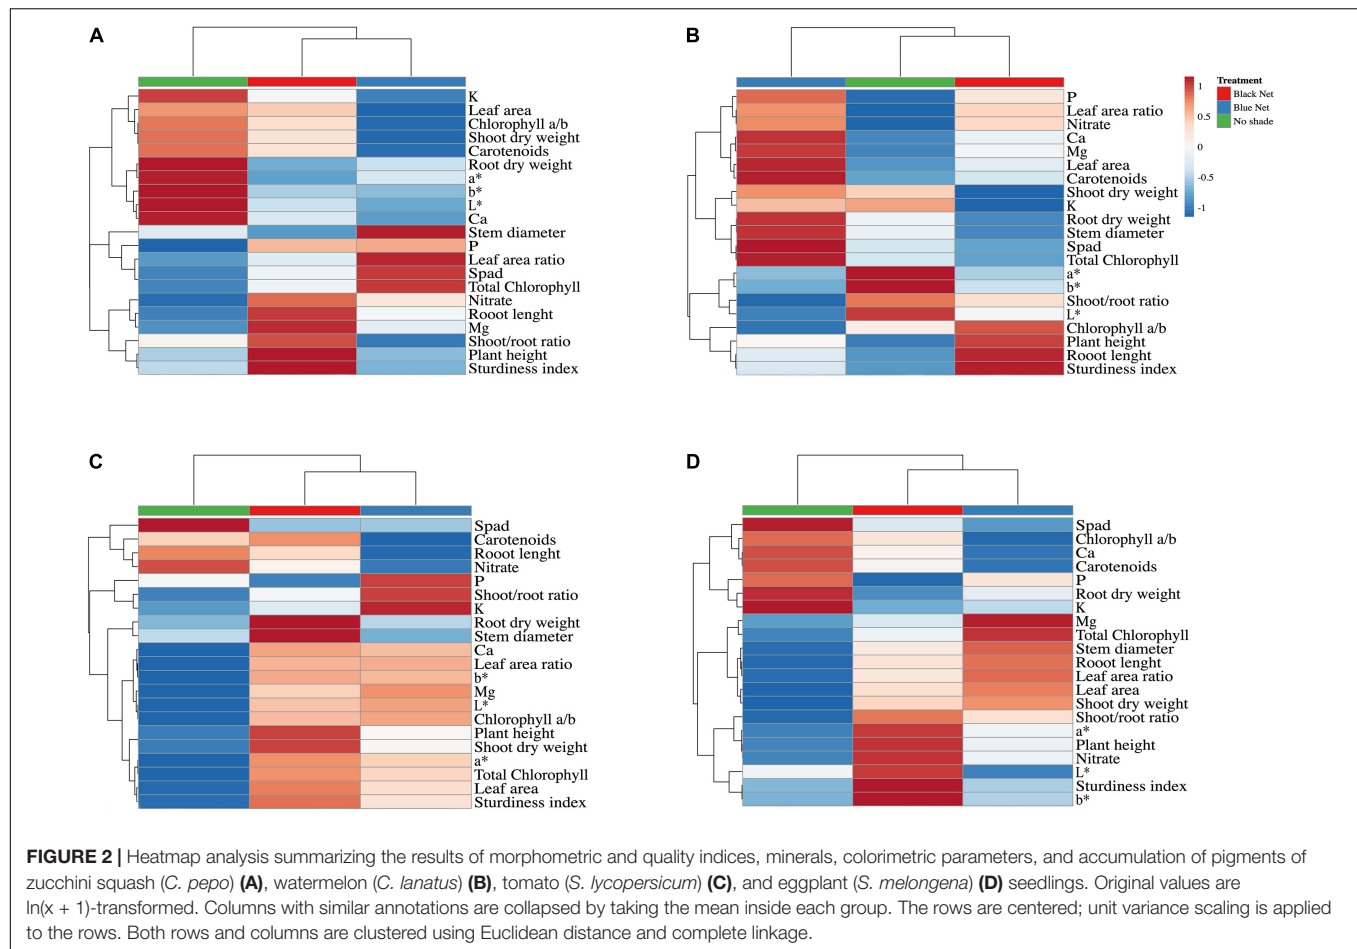 A
K
Leaf area
Chlorophyll a/b
Shoot dry weight
Carotenoids
Root dry weight
a*
b*
L*
Ca
Stem diameter
P
Leaf area ratio
Spad
Total Chlorophyll
Nitrate
Rooot lenght
Mg
Shoot/root ratio
Plant height
Sturdiness index
B
P
Leaf area ratio
Nitrate
Ca
Mg
Leaf area
Carotenoids
Shoot dry weight
K
Root dry weight
Stem diameter
Spad
Total Chlorophyll
a*
b*
Shoot/root ratio
L*
Chlorophyll a/b
Plant height
Rooot lenght
Sturdiness index
1
0.5
0
-0.5
-1
Treatment
Black Net
Blue Net
No shade
C
Spad
Carotenoids
Rooot lenght
Nitrate
P
Shoot/root ratio
K
Root dry weight
Stem diameter
Ca
Leaf area ratio
b*
Mg
L*
Chlorophyll a/b
Plant height
Shoot dry weight
a*
Total Chlorophyll
Leaf area
Sturdiness index
D
Spad
Chlorophyll a/b
Ca
Carotenoids
P
Root dry weight
K
Mg
Total Chlorophyll
Stem diameter
Rooot lenght
Leaf area ratio
Leaf area
Shoot dry weight
Shoot/root ratio
a*
Plant height
Nitrate
L*
Sturdiness index
b*
FIGURE 2 | Heatmap analysis summarizing the results of morphometric and quality indices, minerals, colorimetric parameters, and accumulation of pigments of
zucchini squash (C. pepo) (A), watermelon (C. lanatus) (B), tomato (S. lycopersicum) (C), and eggplant (S. melongena) (D) seedlings. Original values are
ln(x + 1)-transformed. Columns with similar annotations are collapsed by taking the mean inside each group. The rows are centered; unit variance scaling is applied
to the rows. Both rows and columns are clustered using Euclidean distance and complete linkage.